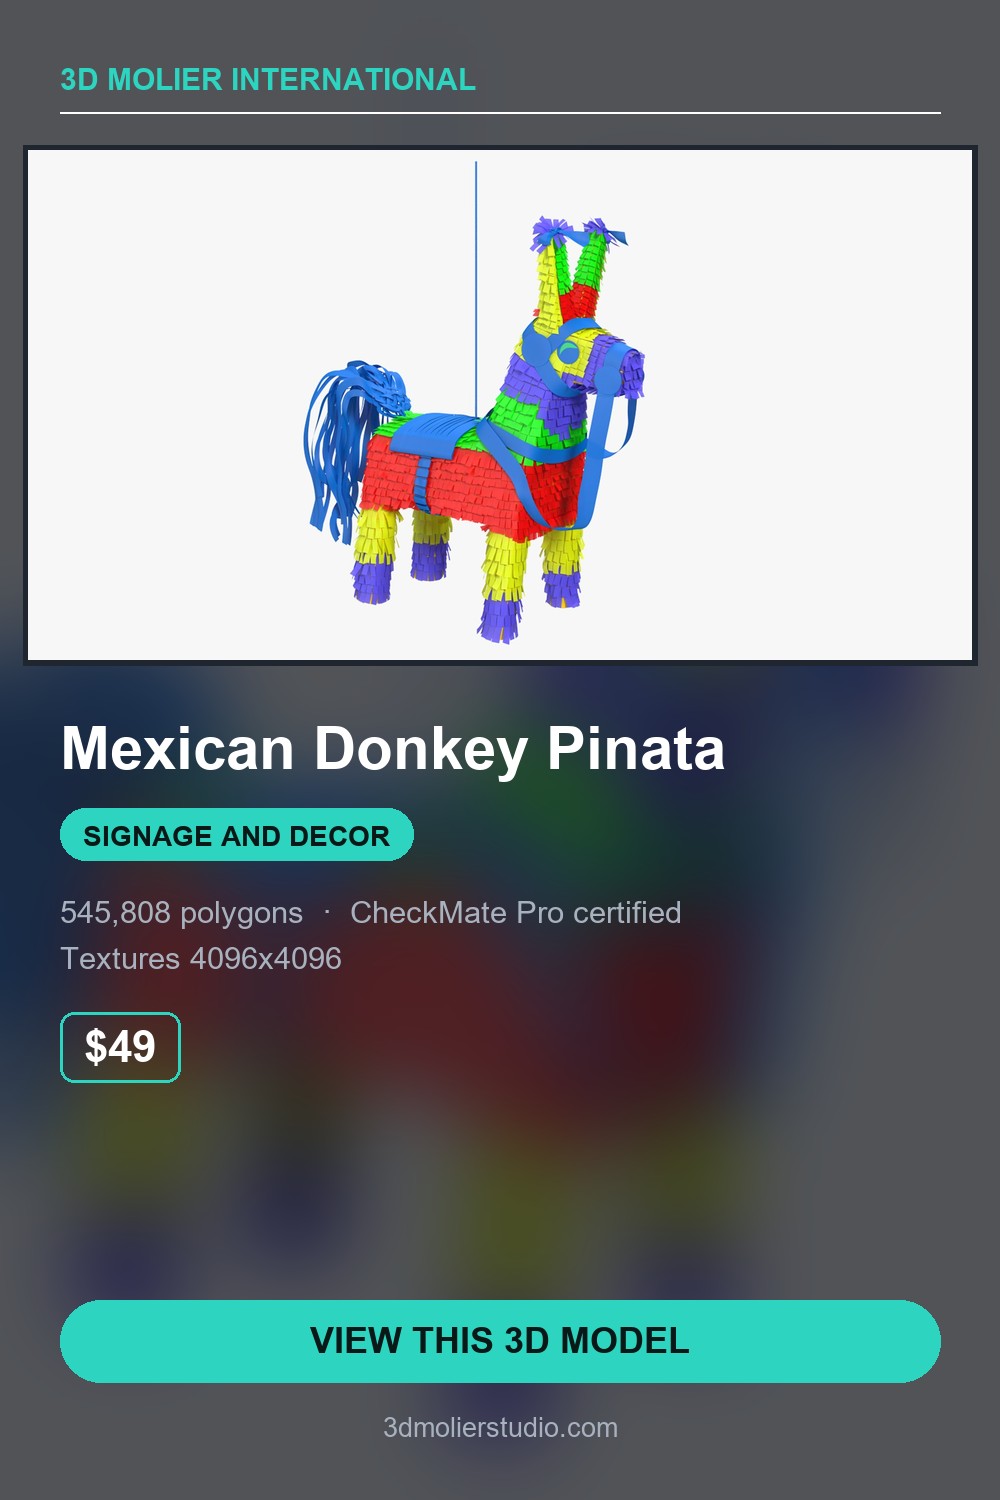 3D MOLIER INTERNATIONAL
Mexican Donkey Pinata
SIGNAGE AND DECOR
545,808 polygons · CheckMate Pro certified
Textures 4096x4096
$49
VIEW THIS 3D MODEL
3dmolierstudio.com